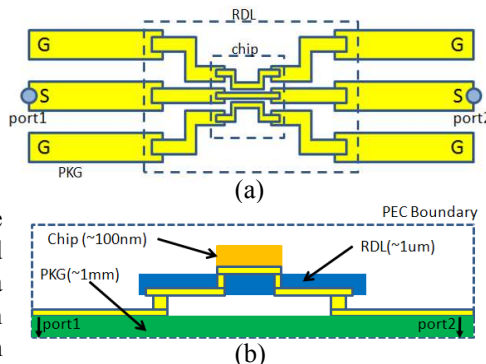 RDL
G
G
chip
S
S
port1
port2
G
G
PKG
(a)
PEC Boundary
Chip (~100nm)
RDL(~1um)
PKG(~1mm)
port1
port2
(b)
e
d
a
n
n